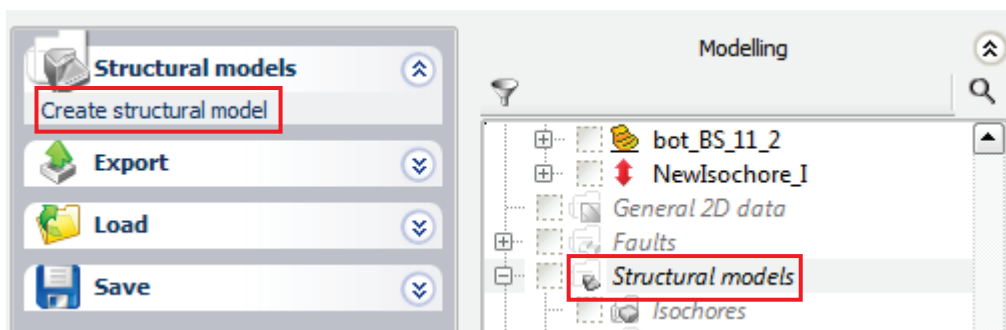 Structural models
Create structural model
Export
Load
Save
Modelling
bot_BS_11_2
NewIsochore_I
General 2D data
Faults
Structural models
Isochores